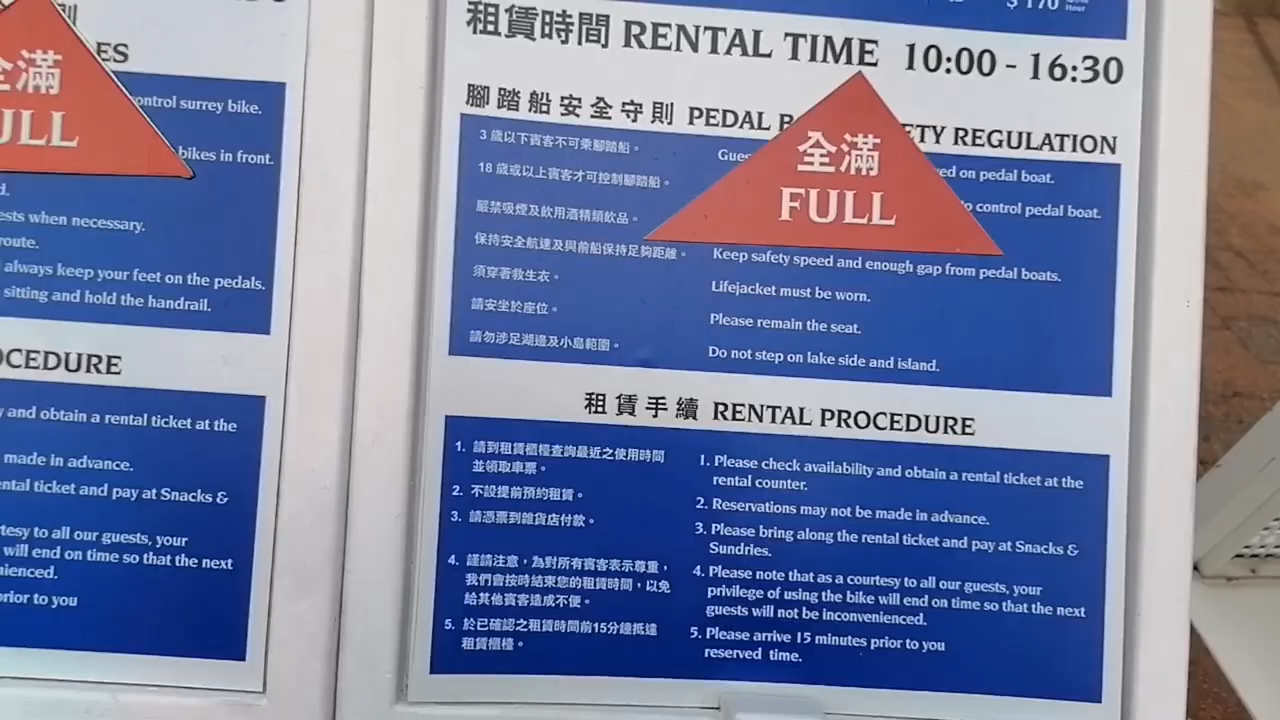 ES
全滿
ULL
ontrol surrey bike.
bikes in front.
d.
ests when necessary.
route.
always keep your feet on the pedals.
sitting and hold the handrail.
OCEDURE
y and obtain a rental ticket at the
made in advance.
ental ticket and pay at Snacks &
rtesy to all our guests, your
will end on time so that the next
nienced.
prior to you
$ 170 Hour
租賃時間 RENTAL TIME 10:00 - 16:30
腳踏船安全守則 PEDAL B ETY REGULATION
全滿
FULL
3 歲以下賓客不可乘腳踏船。 Gues ed on pedal boat.
18 歲或以上賓客才可控制腳踏船。 to control pedal boat.
嚴禁吸煙及飲用酒精類飲品。
保持安全航速及與前船保持足夠距離。 Keep safety speed and enough gap from pedal boats.
須穿著救生衣。 Lifejacket must be worn.
請安坐於座位。 Please remain the seat.
請勿涉足湖邊及小島範圍。 Do not step on lake side and island.
租賃手續 RENTAL PROCEDURE
1. 請到租賃櫃檯查詢最近之使用時間
並領取車票。
2. 不設提前預約租賃。
3. 請憑票到雜貨店付款。
4. 謹請注意，為對所有賓客表示尊重，
我們會按時結束您的租賃時間，以免
給其他賓客造成不便。
5. 於已確認之租賃時間前15分鐘抵達
租賃櫃檯。
1. Please check availability and obtain a rental ticket at the
rental counter.
2. Reservations may not be made in advance.
3. Please bring along the rental ticket and pay at Snacks &
Sundries.
4. Please note that as a courtesy to all our guests, your
privilege of using the bike will end on time so that the next
guests will not be inconvenienced.
5. Please arrive 15 minutes prior to you
reserved time.